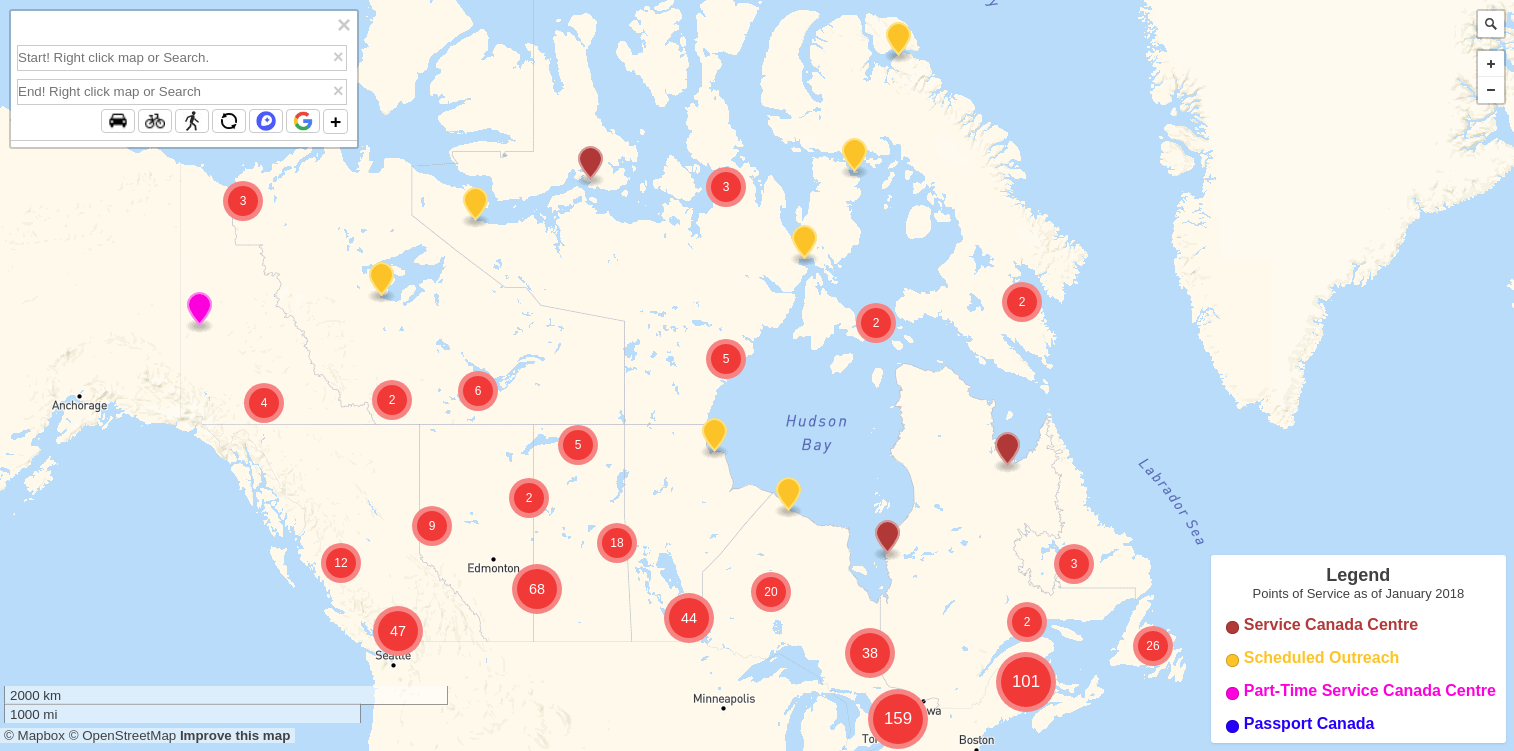 ×
Start! Right click map or Search. ×
End! Right click map or Search ×
+
+
−
3
3
2
2
5
Anchorage
4
2
6
Hudson
Bay
5
Labrador Sea
2
9
18
12
3
Edmonton
68
20
44
47
2
38
26
Seattle
101
Minneapolis
159
wa
To
Boston
2000 km
1000 mi
© Mapbox © OpenStreetMap Improve this map
Legend
Points of Service as of January 2018
Service Canada Centre
Scheduled Outreach
Part-Time Service Canada Centre
Passport Canada